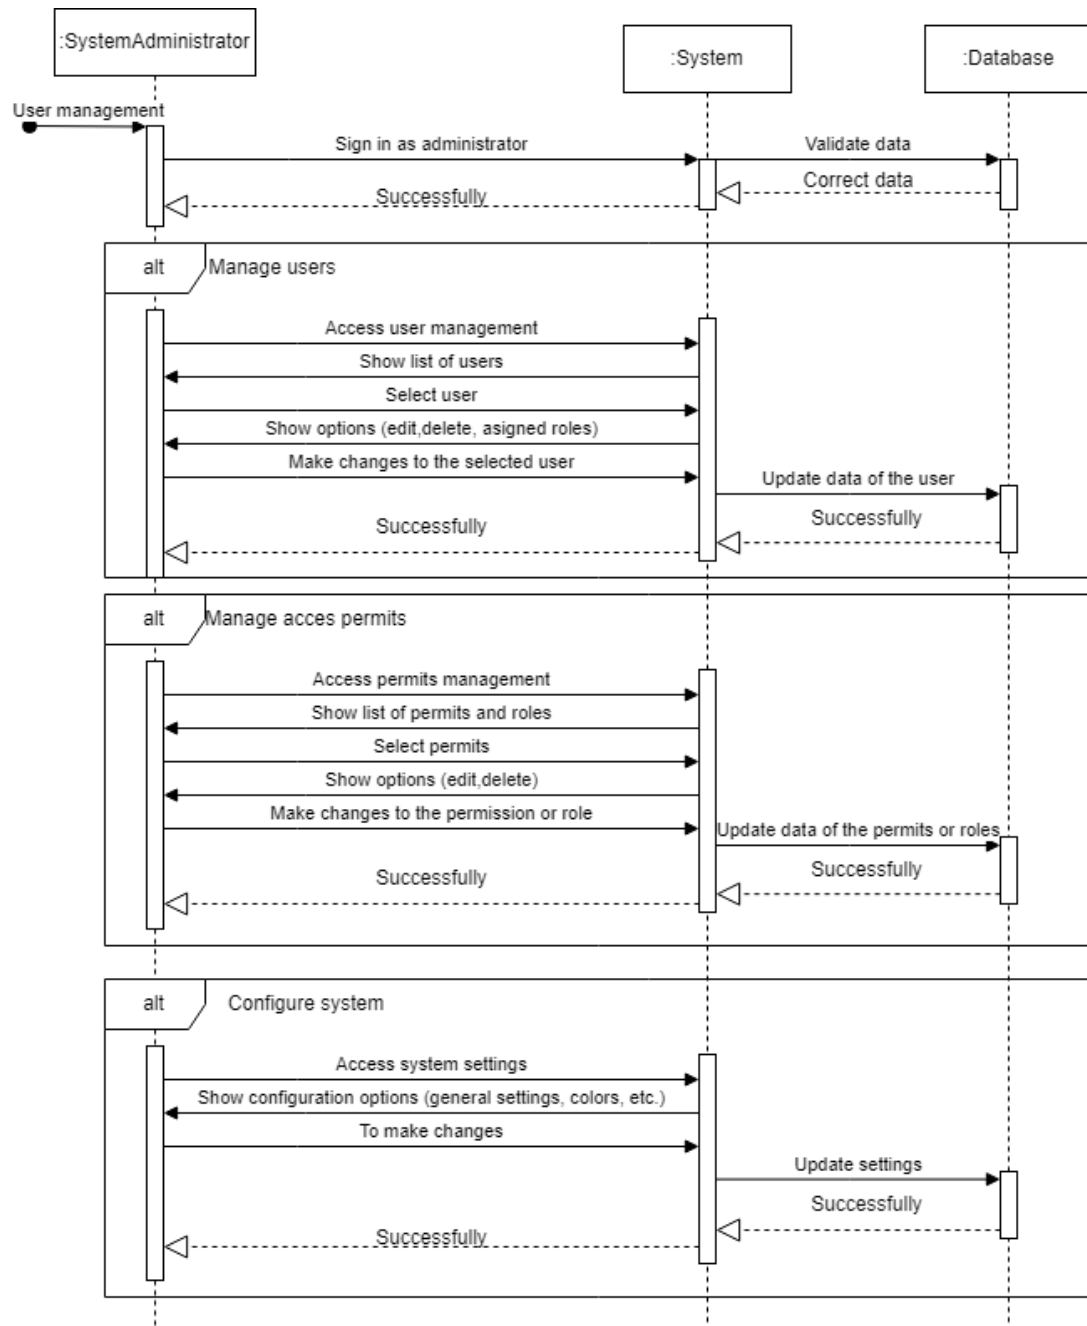 :SystemAdministrator
:System
:Database
User management
Sign in as administrator
Validate data
Correct data
Successfully
alt
Manage users
Access user management
Show list of users
Select user
Show options (edit,delete, asigned roles)
Make changes to the selected user
Update data of the user
Successfully
Successfully
alt
Manage acces permits
Access permits management
Show list of permits and roles
Select permits
Show options (edit,delete)
Make changes to the permission or role
Update data of the permits or roles
Successfully
Successfully
alt
Configure system
Access system settings
Show configuration options (general settings, colors, etc.)
To make changes
Update settings
Successfully
Successfully